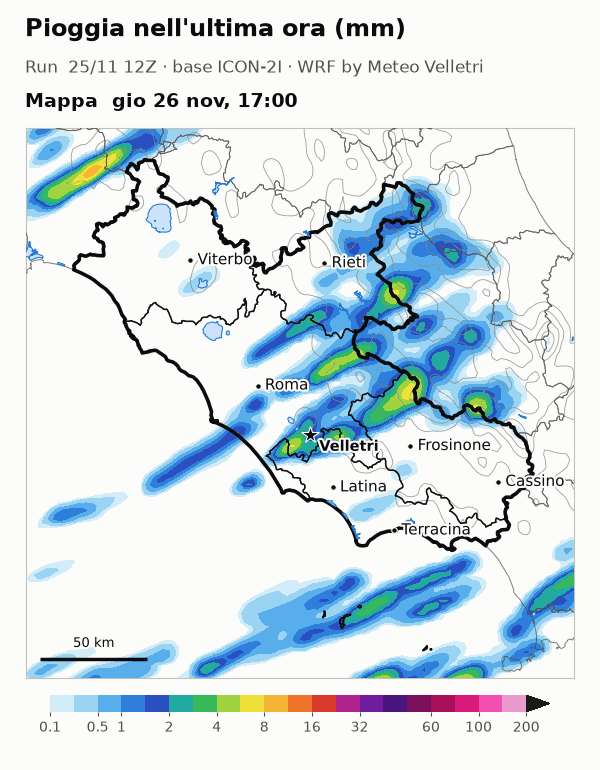 Pioggia nell'ultima ora (mm)
Run  25/11 12Z · base ICON-2I · WRF by Meteo Velletri
Mappa  gio 26 nov, 17:00
Viterbo
Rieti
Roma
Velletri
Frosinone
Latina
Cassino
Terracina
50 km
0.1 0.5 1 2 4 8 16 32 60 100 200